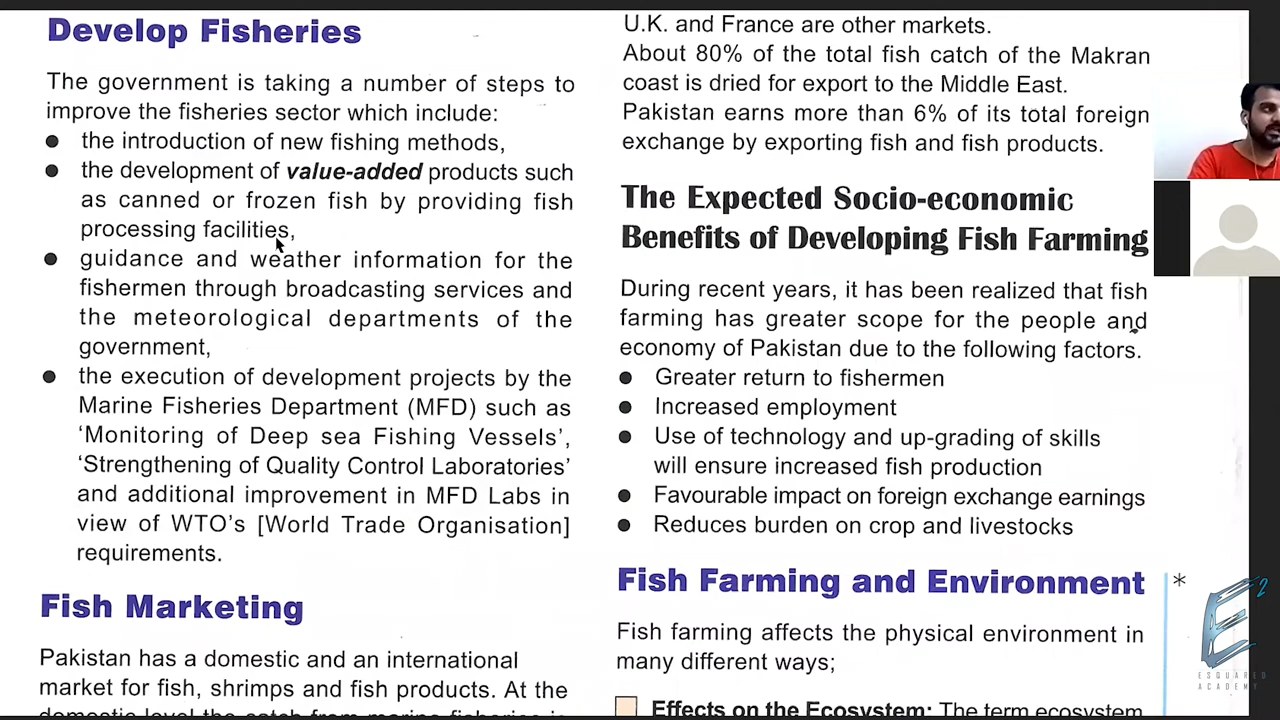 Develop Fisheries
The government is taking a number of steps to
improve the fisheries sector which include:
● the introduction of new fishing methods,
● the development of value-added products such
as canned or frozen fish by providing fish
processing facilities,
● guidance and weather information for the
fishermen through broadcasting services and
the meteorological departments of the
government,
● the execution of development projects by the
Marine Fisheries Department (MFD) such as
‘Monitoring of Deep sea Fishing Vessels’,
‘Strengthening of Quality Control Laboratories’
and additional improvement in MFD Labs in
view of WTO’s [World Trade Organisation]
requirements.
Fish Marketing
Pakistan has a domestic and an international
market for fish, shrimps and fish products. At the
domestic level the catch from marine fisheries is
U.K. and France are other markets.
About 80% of the total fish catch of the Makran
coast is dried for export to the Middle East.
Pakistan earns more than 6% of its total foreign
exchange by exporting fish and fish products.
The Expected Socio-economic
Benefits of Developing Fish Farming
During recent years, it has been realized that fish
farming has greater scope for the people and
economy of Pakistan due to the following factors.
● Greater return to fishermen
● Increased employment
● Use of technology and up-grading of skills
will ensure increased fish production
● Favourable impact on foreign exchange earnings
● Reduces burden on crop and livestocks
Fish Farming and Environment
*
Fish farming affects the physical environment in
many different ways;
Effects on the Ecosystem: The term ecosystem
E2
ESQUARED
ACADEMY